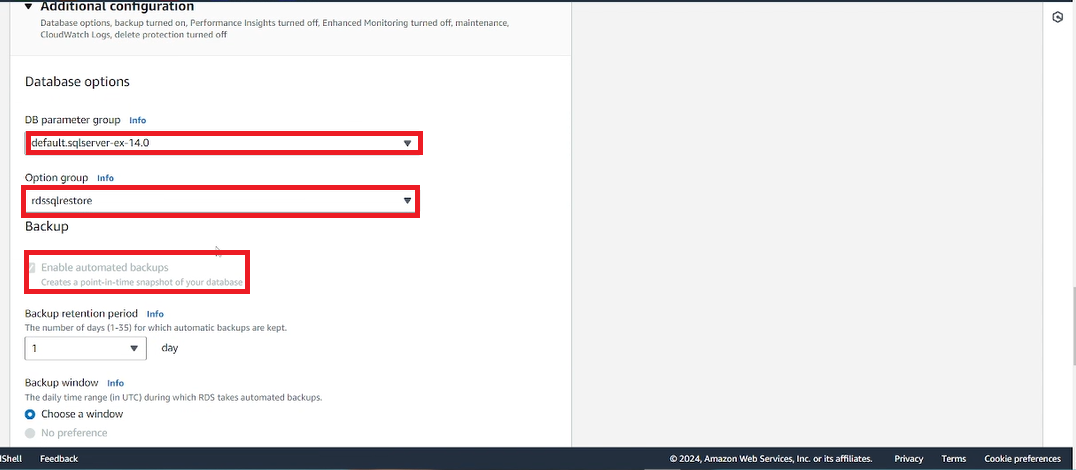 Additional configuration
Database options, backup turned on, Performance Insights turned off, Enhanced Monitoring turned off, maintenance,
CloudWatch Logs, delete protection turned off
Database options
DB parameter group Info
default.sqlserver-ex-14.0
Option group Info
rdssqlrestore
Backup
Enable automated backups
Creates a point-in-time snapshot of your database
Backup retention period Info
The number of days (1-35) for which automatic backups are kept.
1 day
Backup window Info
The daily time range (in UTC) during which RDS takes automated backups.
Choose a window
No preference
Shell Feedback © 2024, Amazon Web Services, Inc. or its affiliates. Privacy Terms Cookie preferences